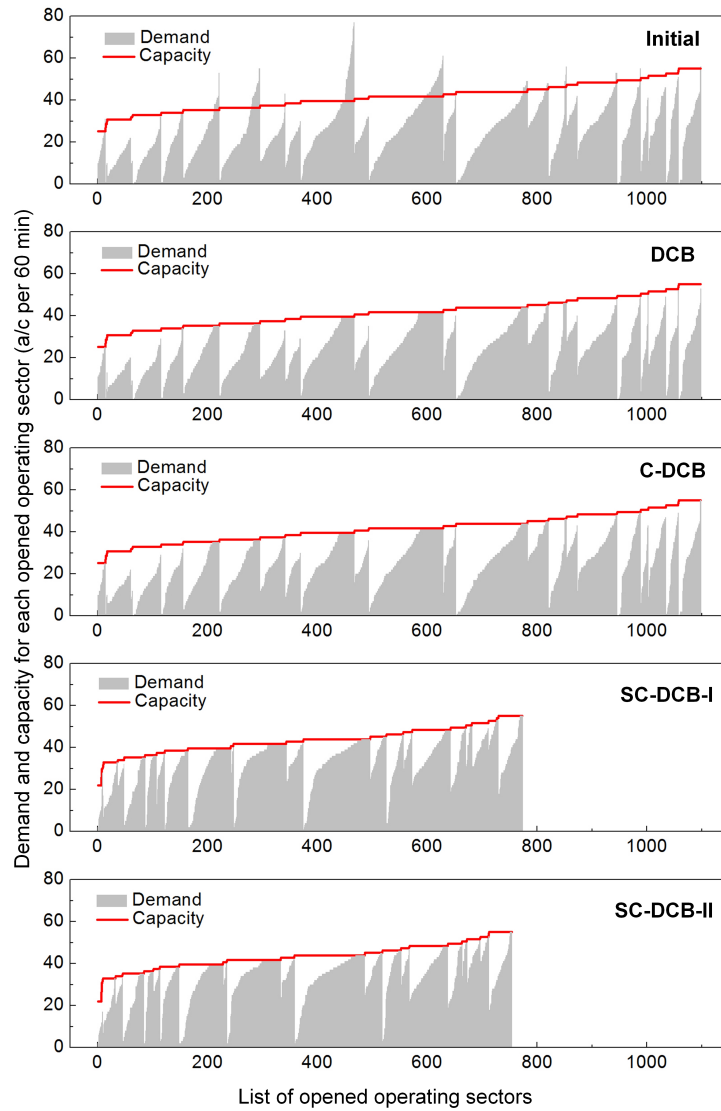 Demand and capacity for each opened operating sector (a/c per 60 min)
80
60
40
20
0
Demand
Capacity
Initial
0 200 400 600 800 1000
80
60
40
20
0
Demand
Capacity
DCB
0 200 400 600 800 1000
80
60
40
20
0
Demand
Capacity
C-DCB
0 200 400 600 800 1000
80
60
40
20
0
Demand
Capacity
SC-DCB-I
0 200 400 600 800 1000
80
60
40
20
0
Demand
Capacity
SC-DCB-II
0 200 400 600 800 1000
List of opened operating sectors